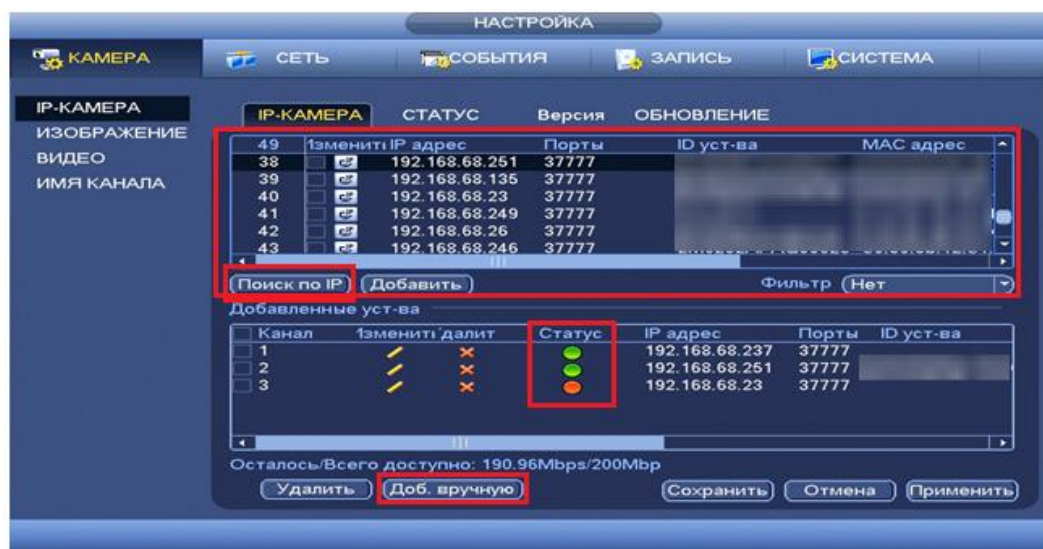 НАСТРОЙКА
КАМЕРА СЕТЬ СОБЫТИЯ ЗАПИСЬ СИСТЕМА
IP-КАМЕРА
ИЗОБРАЖЕНИЕ
ВИДЕО
ИМЯ КАНАЛА
IP-КАМЕРА СТАТУС Версия ОБНОВЛЕНИЕ
49 Измените IP адрес Порты ID уст-ва MAC адрес
38 192.168.68.251 37777
39 192.168.68.135 37777
40 192.168.68.23 37777
41 192.168.68.249 37777
42 192.168.68.26 37777
43 192.168.68.246 37777
Поиск по IP Добавить Фильтр Нет
Добавленные уст-ва
Канал Изменить далит Статус IP адрес Порты ID уст-ва
1 192.168.68.237 37777
2 192.168.68.251 37777
3 192.168.68.23 37777
Осталось/Всего доступно: 190.96Mbps/200Mbp
Удалить Доб. вручную Сохранить Отмена Применить